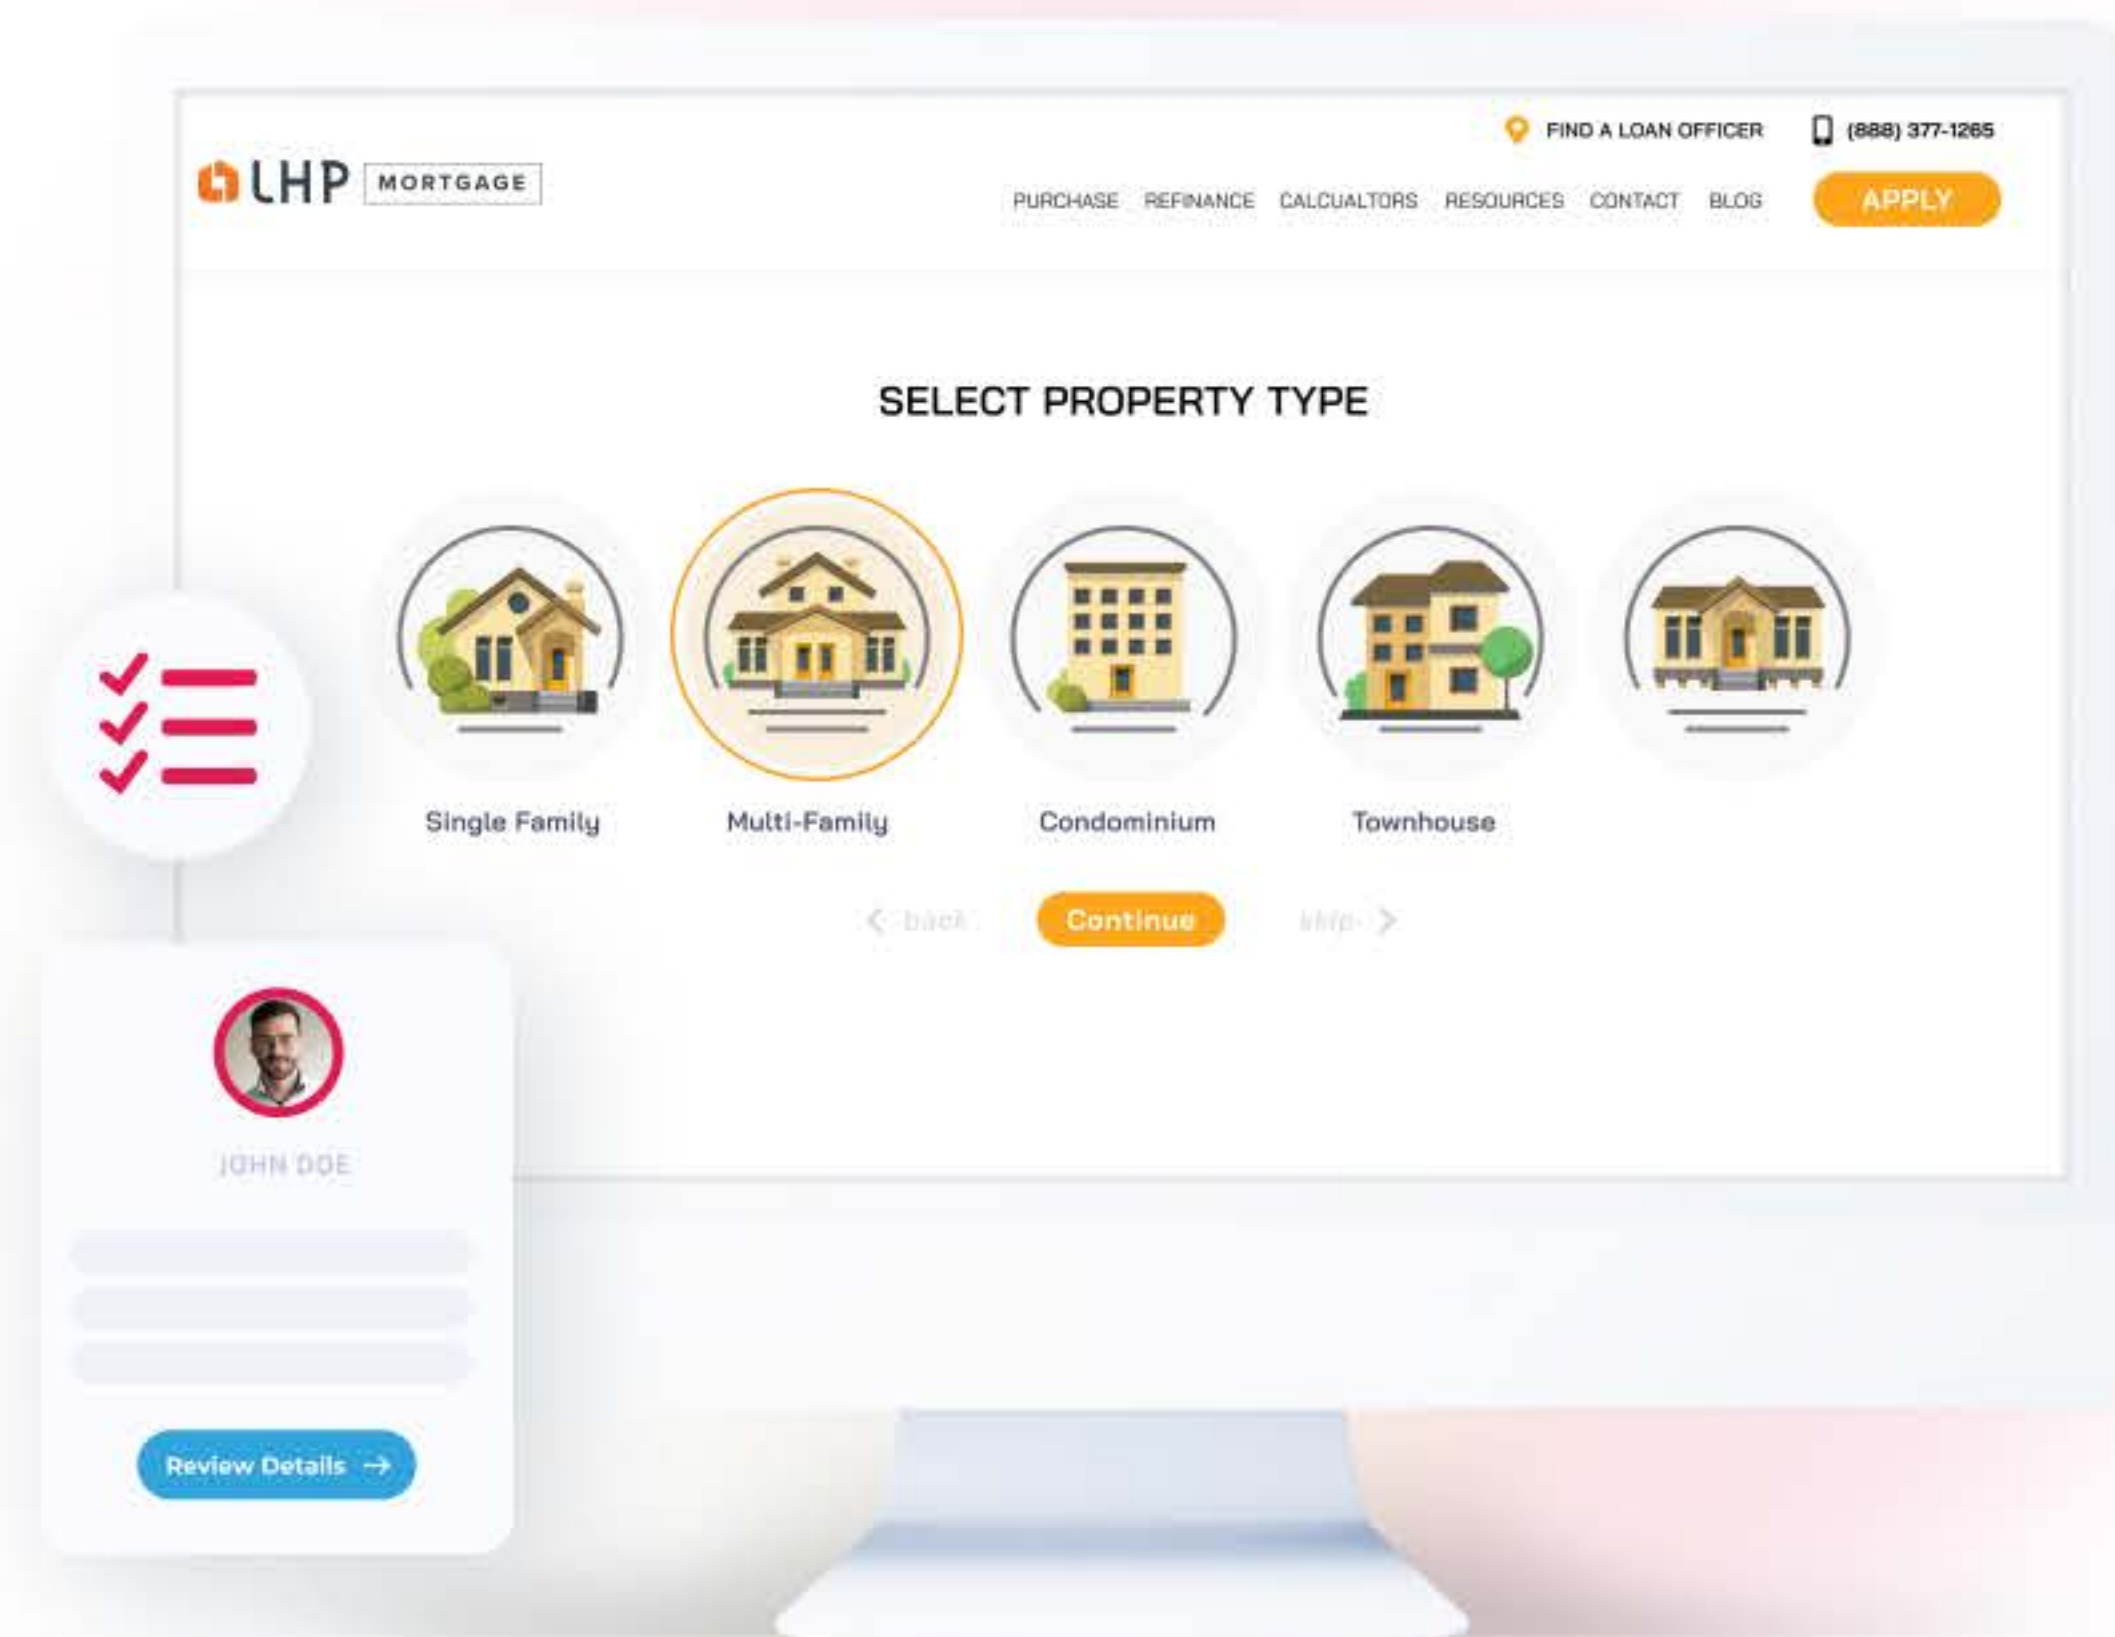 FIND A LOAN OFFICER (888) 377-1265
LHP MORTGAGE
PURCHASE REFINANCE CALCUALTORS RESOURCES CONTACT BLOG APPLY
SELECT PROPERTY TYPE
Single Family Multi-Family Condominium Townhouse
back Continue skip
JOHN DOE
Review Details